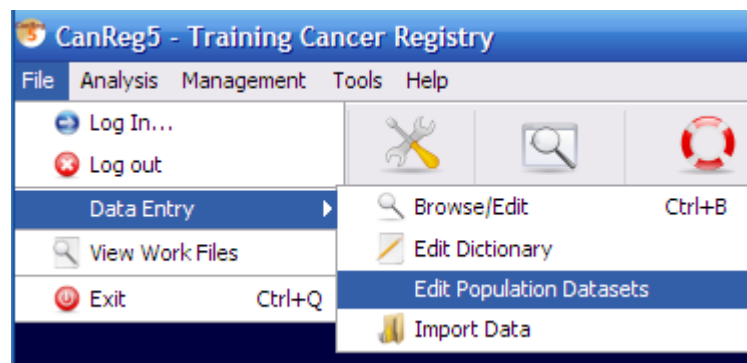 CanReg5 - Training Cancer Registry
File Analysis Management Tools Help
Log In...
Log out
Data Entry
Browse/Edit Ctrl+B
View Work Files
Edit Dictionary
Exit Ctrl+Q
Edit Population Datasets
Import Data